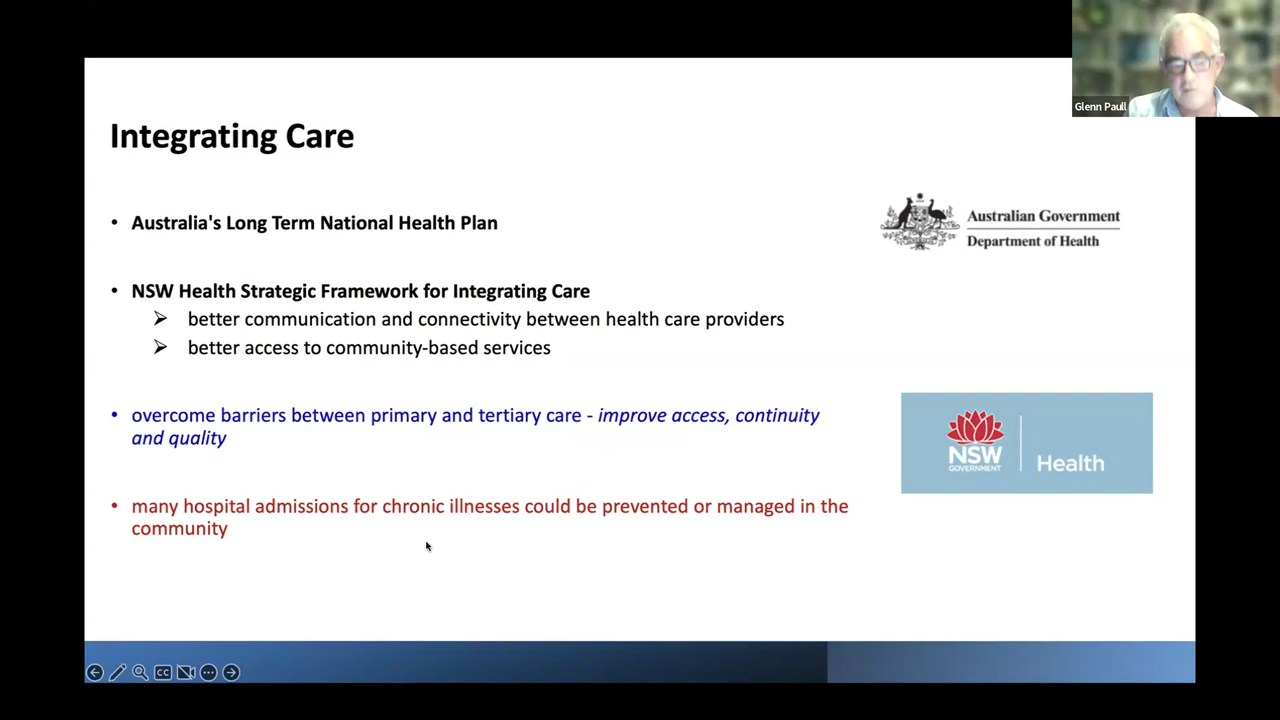 Glenn Paull
Integrating Care
• Australia's Long Term National Health Plan
Australian Government
Department of Health
• NSW Health Strategic Framework for Integrating Care
➢ better communication and connectivity between health care providers
➢ better access to community-based services
• overcome barriers between primary and tertiary care - improve access, continuity
and quality
NSW
GOVERNMENT
Health
• many hospital admissions for chronic illnesses could be prevented or managed in the
community
CC